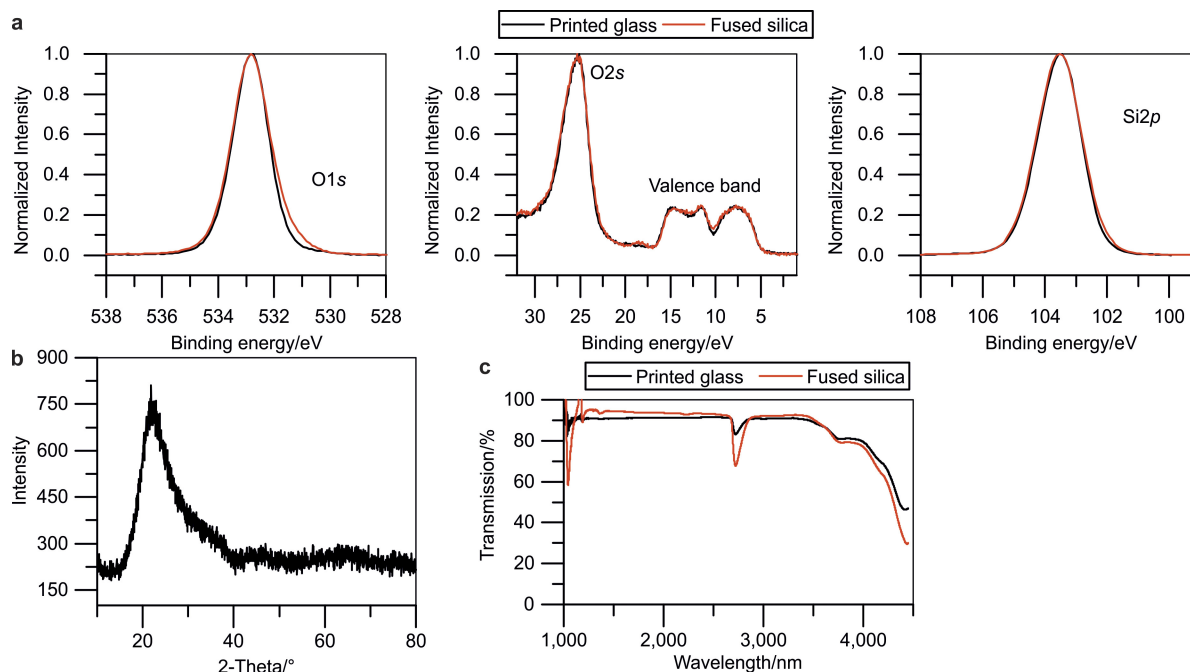 a
Printed glass
Fused silica
Normalized Intensity
1.0
0.8
0.6
0.4
0.2
0.0
O1s
538 536 534 532 530 528
Binding energy/eV
Normalized Intensity
1.0
0.8
0.6
0.4
0.2
0.0
O2s
Valence band
30 25 20 15 10 5
Binding energy/eV
Normalized Intensity
1.0
0.8
0.6
0.4
0.2
0.0
Si2p
108 106 104 102 100
Binding energy/eV
b
Intensity
900
750
600
450
300
150
20 40 60 80
2-Theta/°
c
Printed glass
Fused silica
Transmission/%
100
80
60
40
20
0
1,000 2,000 3,000 4,000
Wavelength/nm